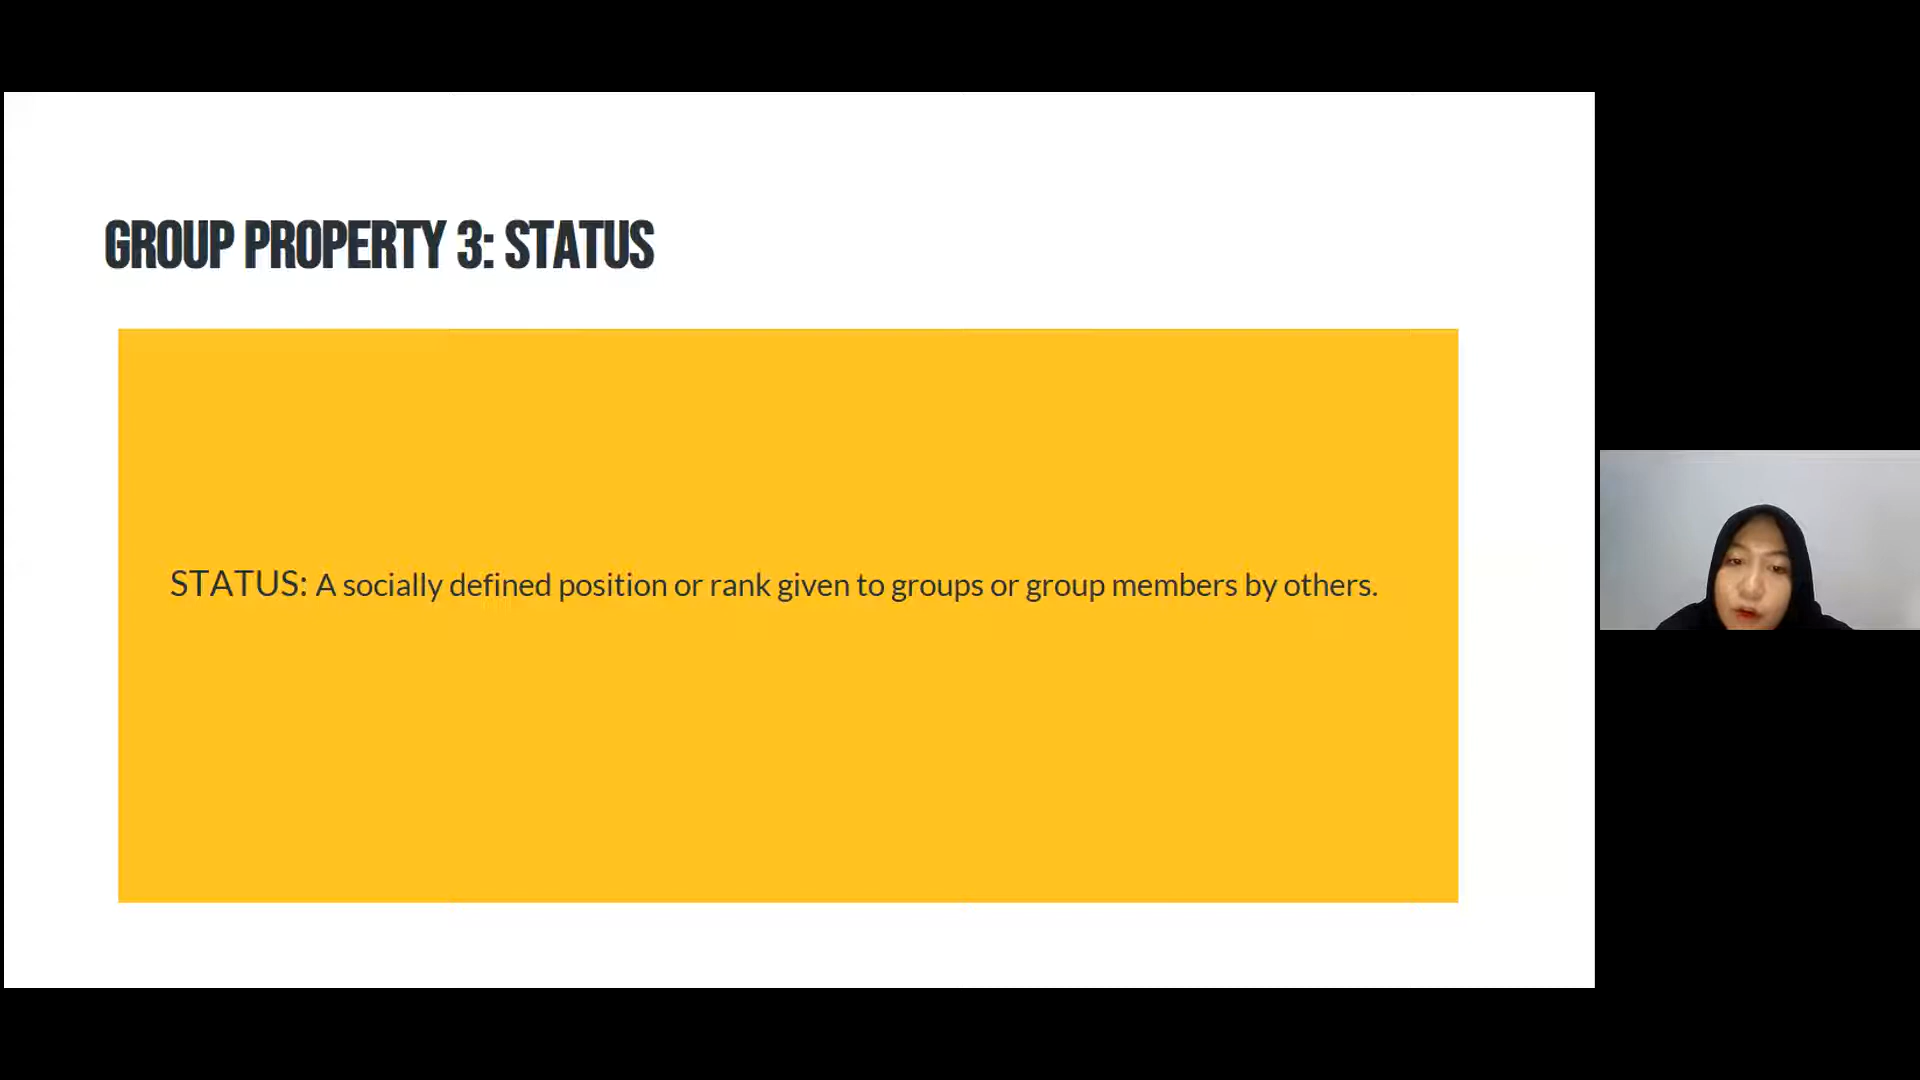 GROUP PROPERTY 3: STATUS
STATUS: A socially defined position or rank given to groups or group members by others.